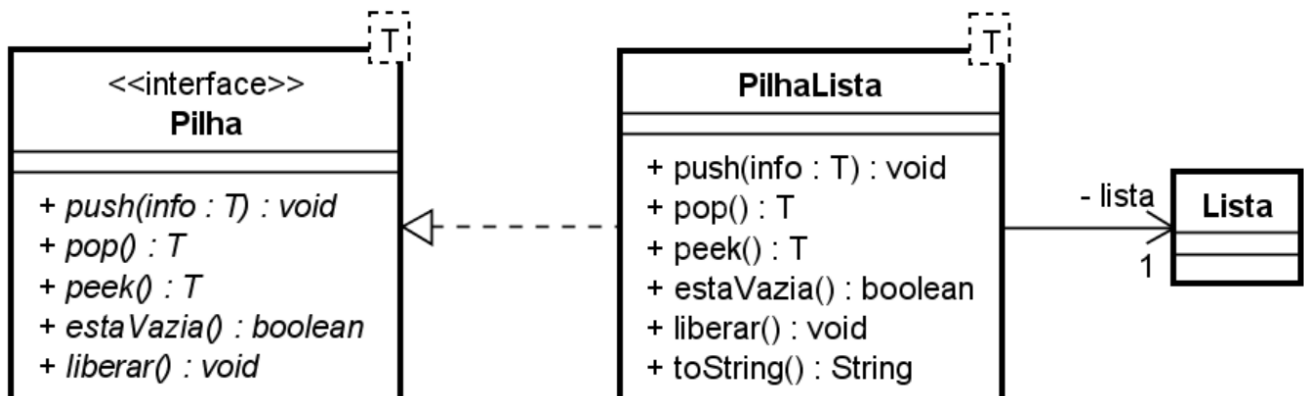 T
<<interface>>
Pilha
+ push(info : T) : void
+ pop() : T
+ peek() : T
+ estaVazia() : boolean
+ liberar() : void
T
PilhaLista
+ push(info : T) : void
+ pop() : T
+ peek() : T
+ estaVazia() : boolean
+ liberar() : void
+ toString() : String
- lista
1
Lista